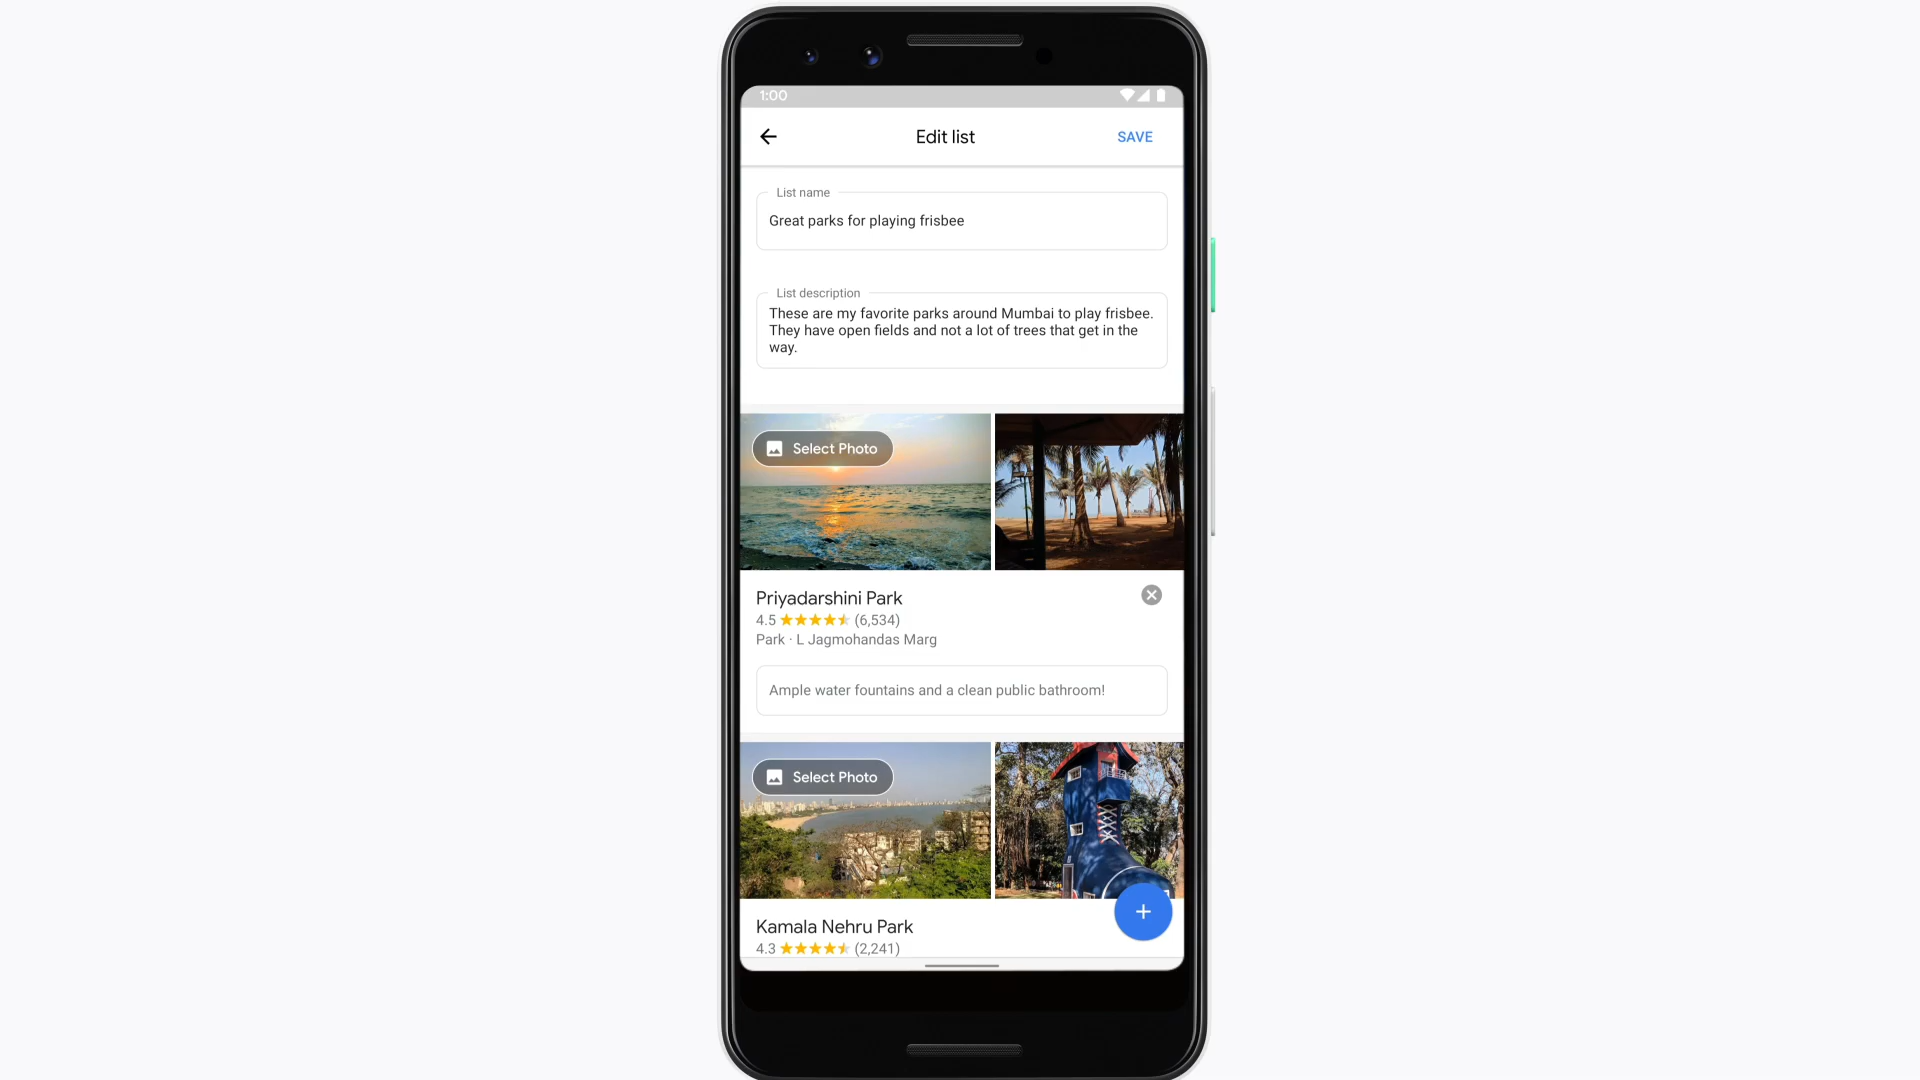 1:00
Edit list
SAVE
List name
Great parks for playing frisbee
List description
These are my favorite parks around Mumbai to play frisbee.
They have open fields and not a lot of trees that get in the
way.
Select Photo
Priyadarshini Park
4.5 (6,534)
Park · L Jagmohandas Marg
Ample water fountains and a clean public bathroom!
Select Photo
Kamala Nehru Park
4.3 (2,241)